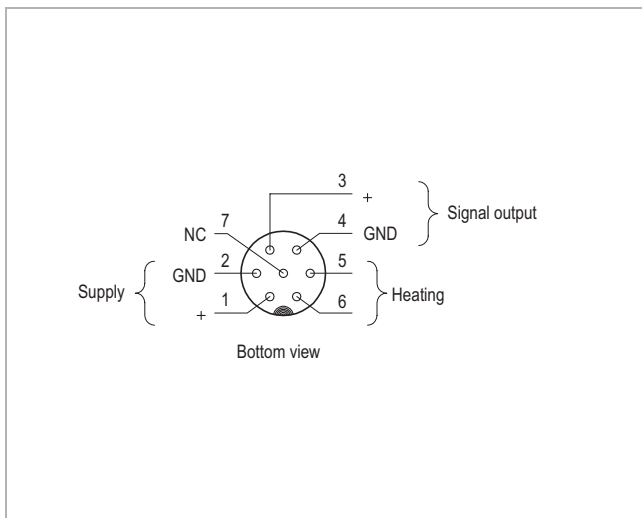 3
+
Signal output
7
4
NC
GND
2
5
GND
Supply
Heating
1
6
+
Bottom view